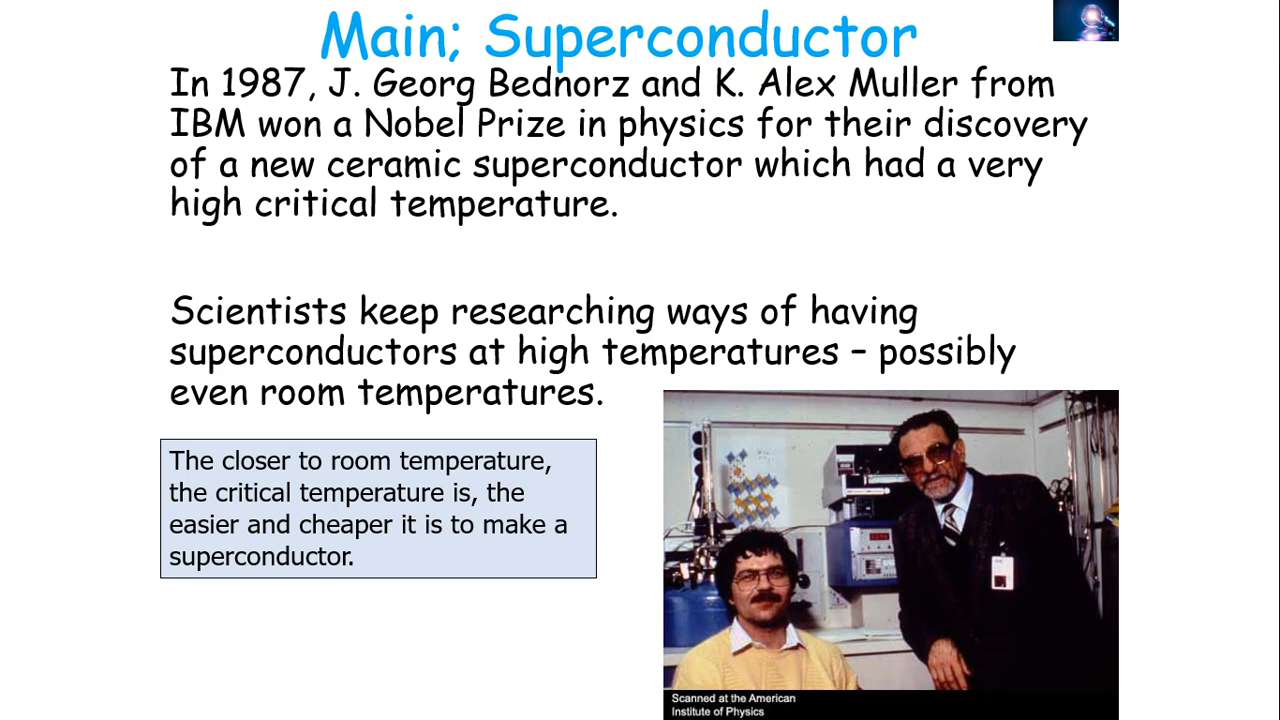 Main; Superconductor
In 1987, J. Georg Bednorz and K. Alex Muller from
IBM won a Nobel Prize in physics for their discovery
of a new ceramic superconductor which had a very
high critical temperature.
Scientists keep researching ways of having
superconductors at high temperatures – possibly
even room temperatures.
The closer to room temperature,
the critical temperature is, the
easier and cheaper it is to make a
superconductor.
Scanned at the American
Institute of Physics